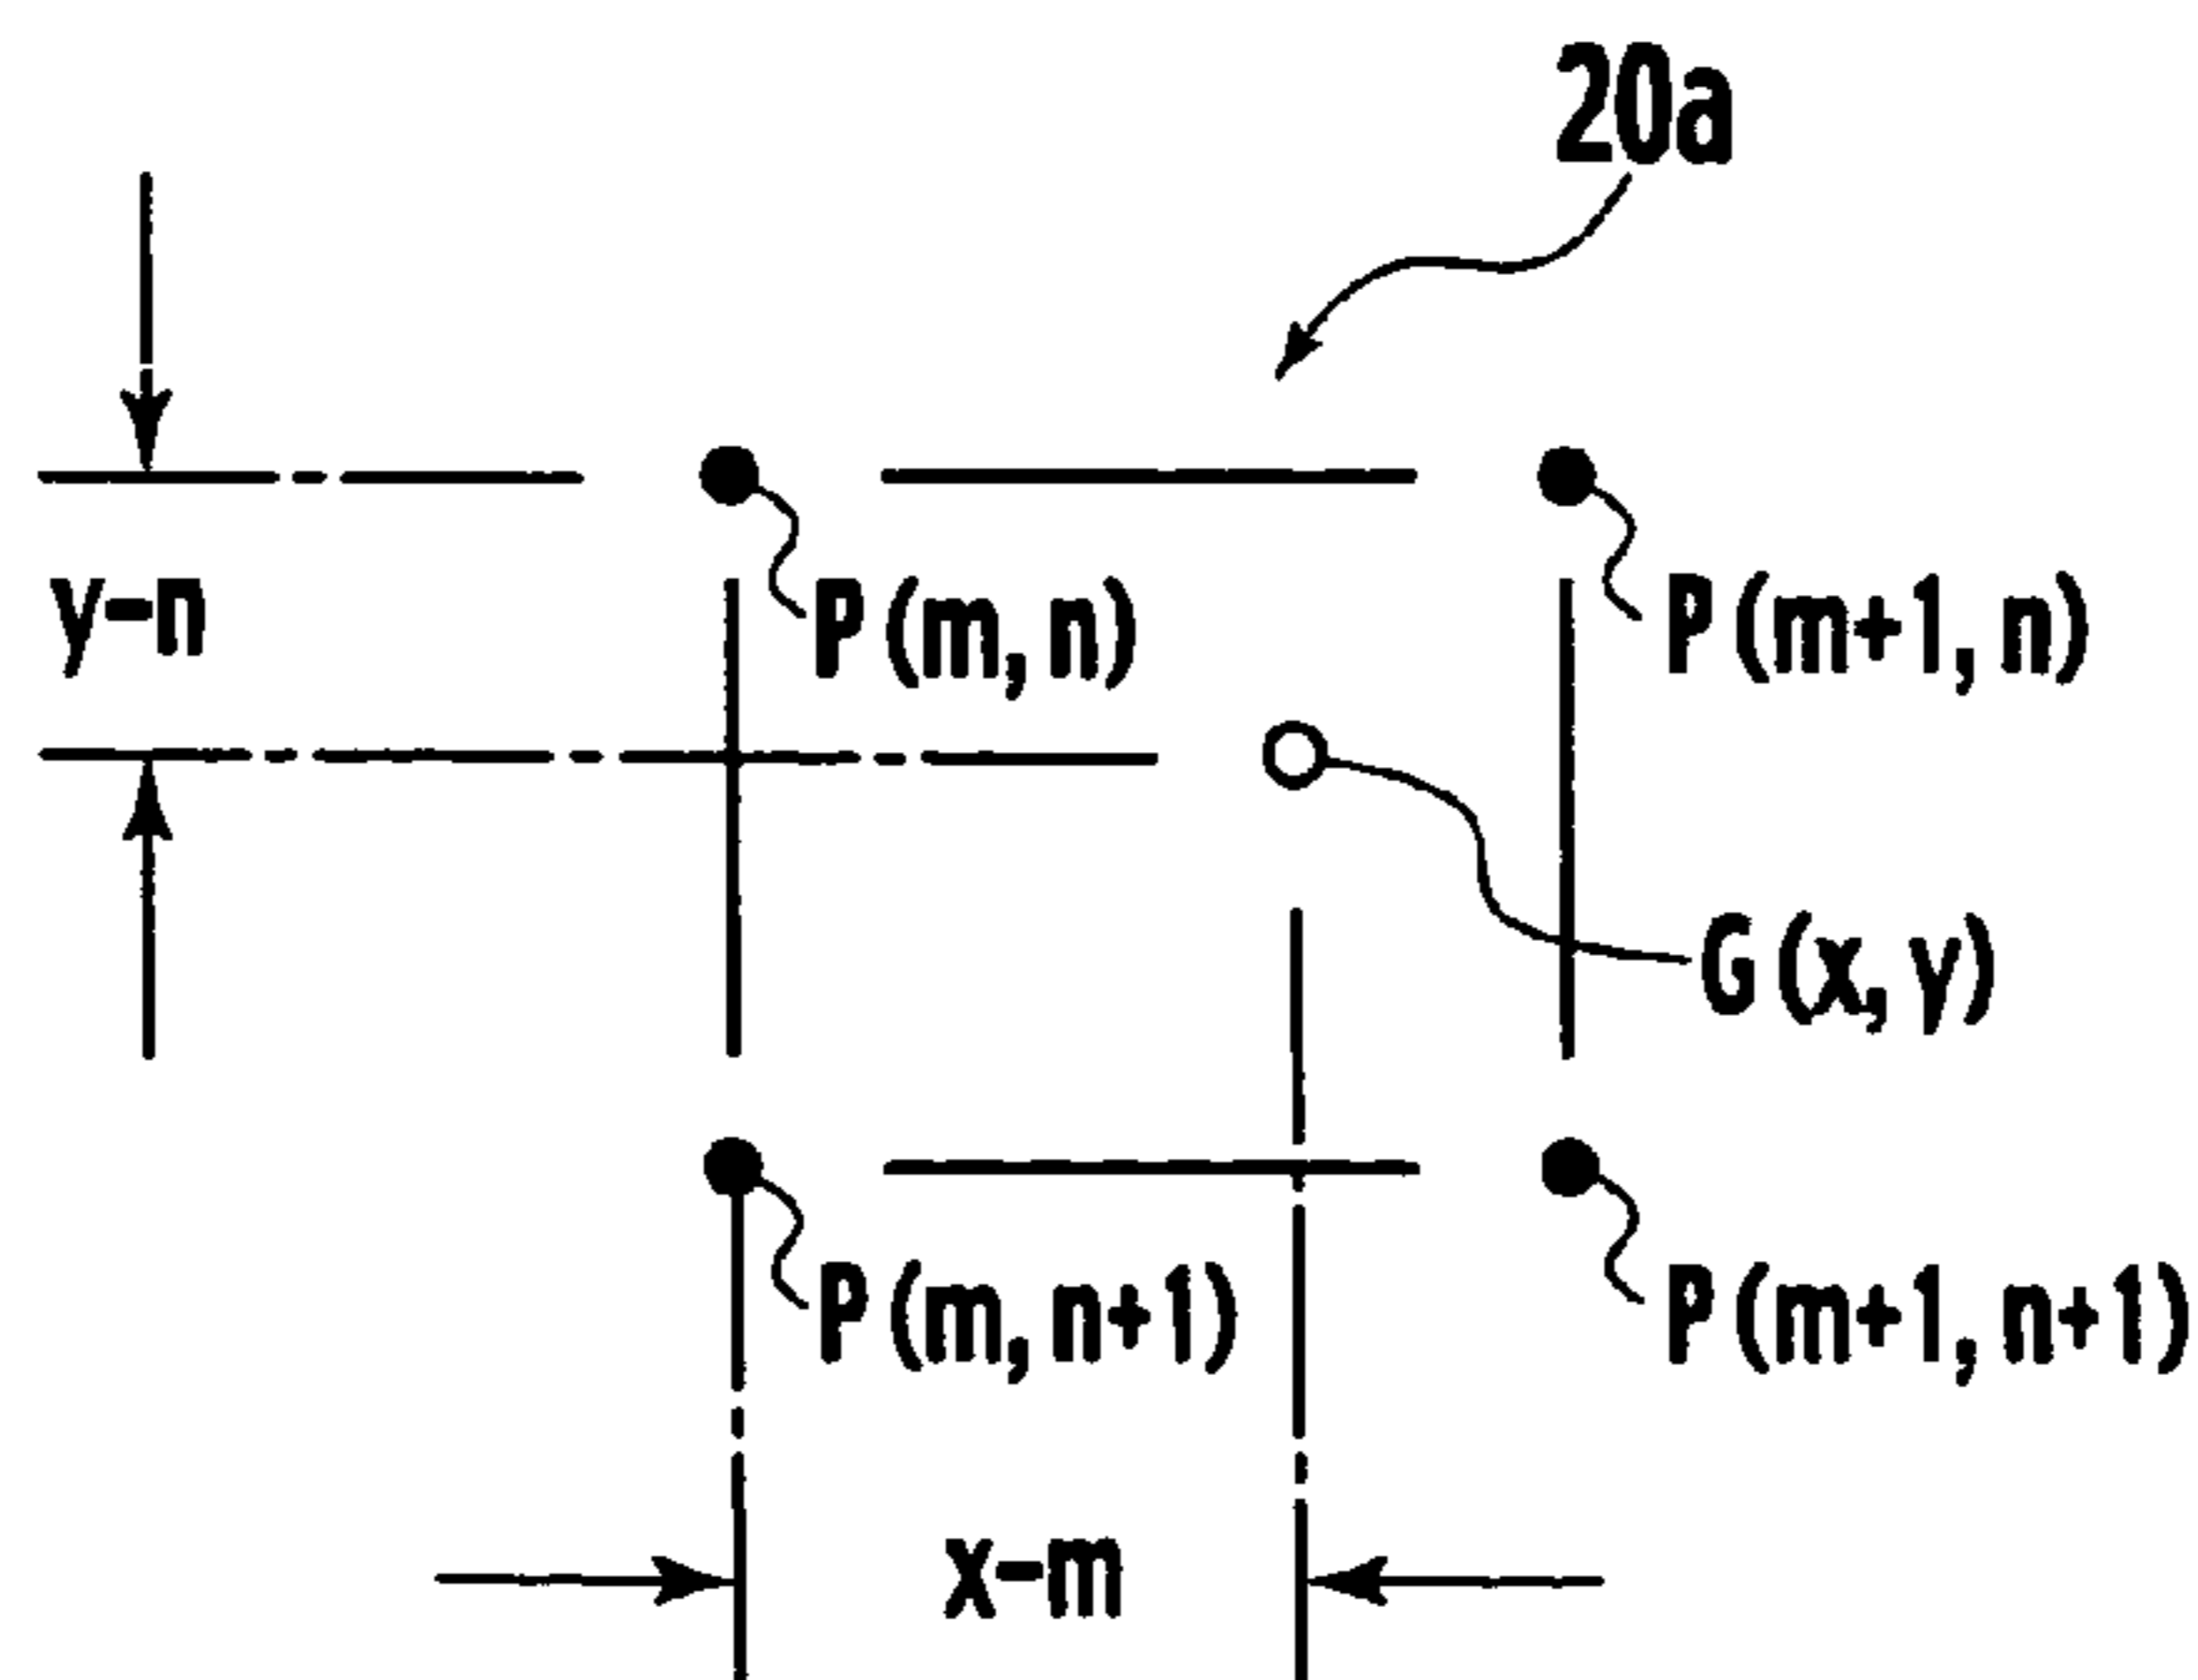 20a
y-n
P(m, n)
P(m+1, n)
G(x, y)
P(m, n+1)
P(m+1, n+1)
x-m